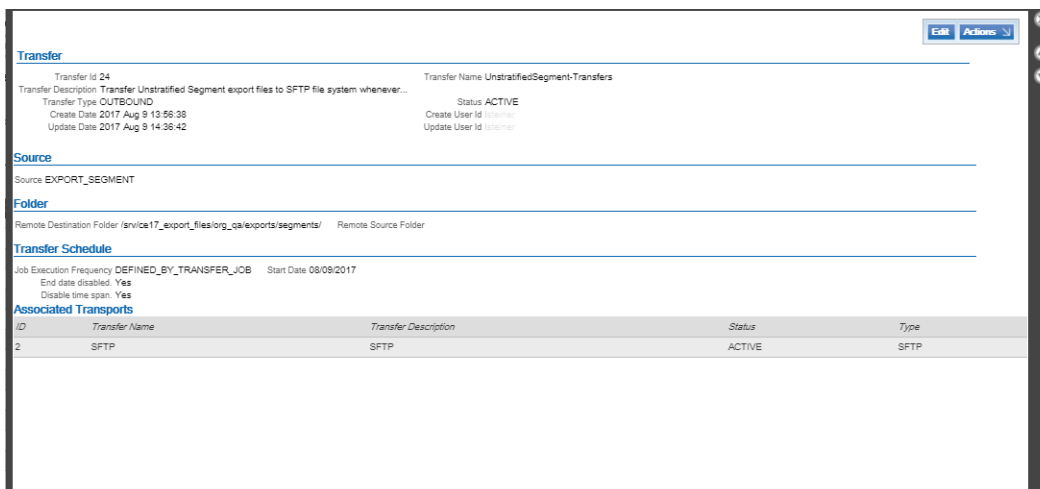 Edit Actions
Transfer
Transfer Id 24 Transfer Name UnstratifiedSegment-Transfers
Transfer Description Transfer Unstratified Segment export files to SFTP file system whenever...
Transfer Type OUTBOUND Status ACTIVE
Create Date 2017 Aug 9 13:56:38 Create User Id
Update Date 2017 Aug 9 14:36:42 Update User Id
Source
Source EXPORT_SEGMENT
Folder
Remote Destination Folder /srv/ce17_export_files/org_qa/exports/segments/ Remote Source Folder
Transfer Schedule
Job Execution Frequency DEFINED_BY_TRANSFER_JOB Start Date 08/09/2017
End date disabled. Yes
Disable time span. Yes
Associated Transports
ID Transfer Name Transfer Description Status Type
2 SFTP SFTP ACTIVE SFTP